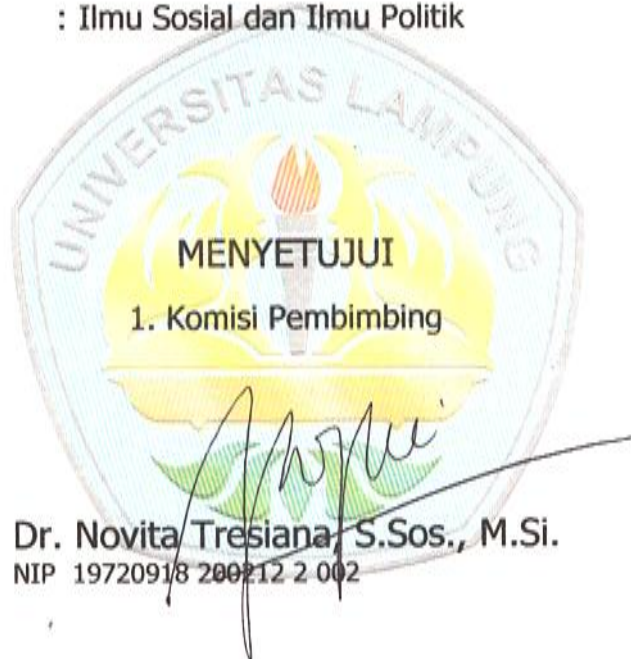 : Ilmu Sosial dan Ilmu Politik
UNIVERSITAS LAMPUNG
MENYETUJUI
1. Komisi Pembimbing
Dr. Novita Tresiana, S.Sos., M.Si.
NIP 19720918 200212 2 002